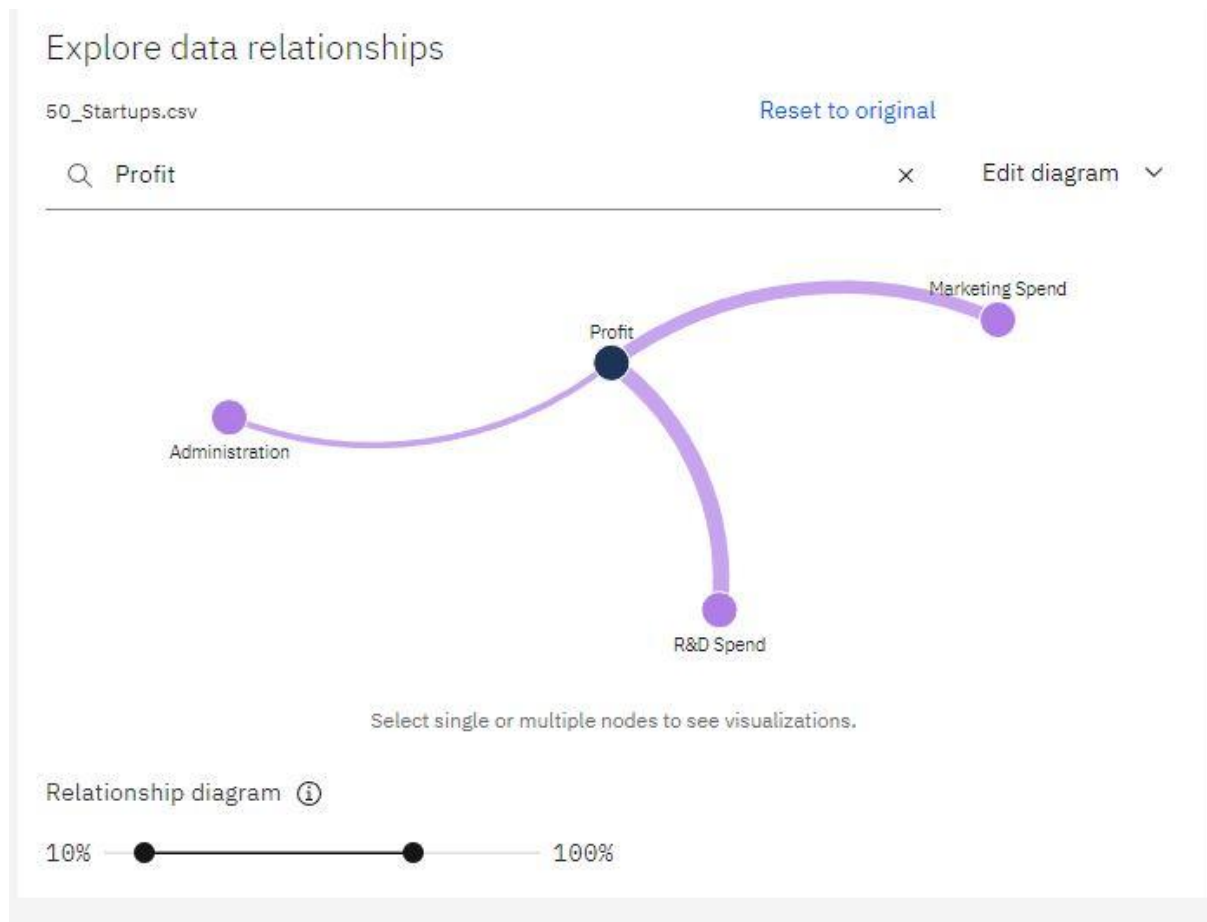 Explore data relationships
50_Startups.csv
Reset to original
Profit
Edit diagram
Marketing Spend
Profit
Administration
R&D Spend
Select single or multiple nodes to see visualizations.
Relationship diagram
10%
100%